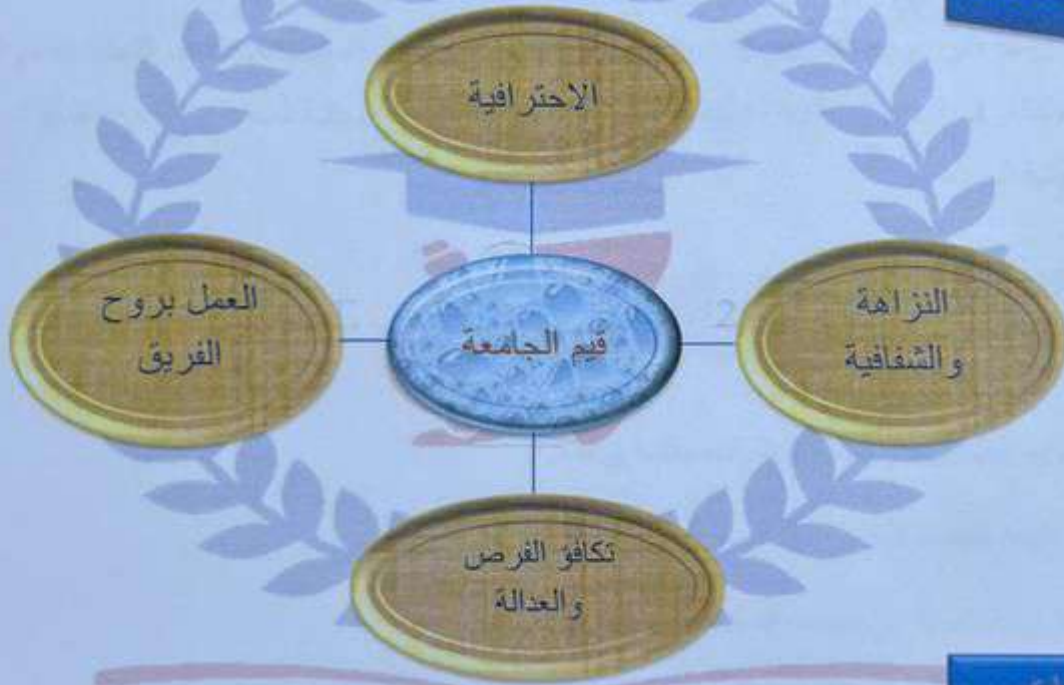 الاحترافية
النزاهة
والشفافية
قيم الجامعة
العمل بروح
الفريق
تكافؤ الفرص
والعدالة